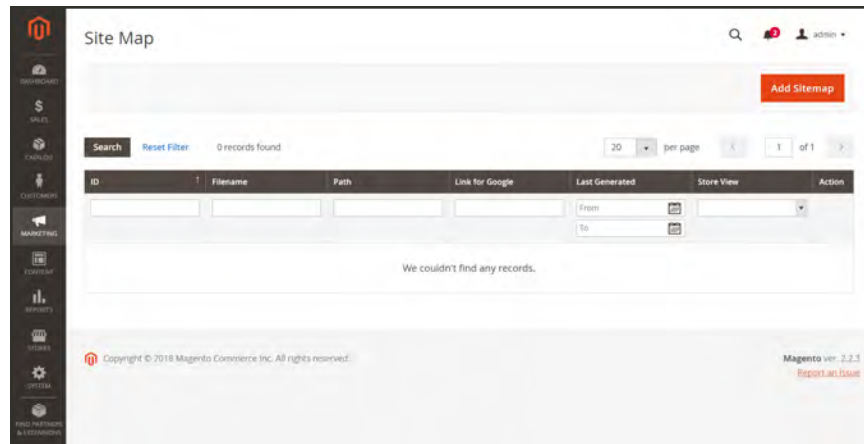 Site Map
2
admin
Add Sitemap
Search Reset Filter 0 records found 20 per page 1 of 1
ID Filename Path Link for Google Last Generated Store View Action
From
To
We couldn't find any records.
Copyright © 2018 Magento Commerce Inc. All rights reserved.
Magento ver. 2.2.3
Report an Issue
DASHBOARD
SALES
CATALOG
CUSTOMERS
MARKETING
CONTENT
REPORTS
STORES
SYSTEM
FIND PARTNERS
& EXTENSIONS